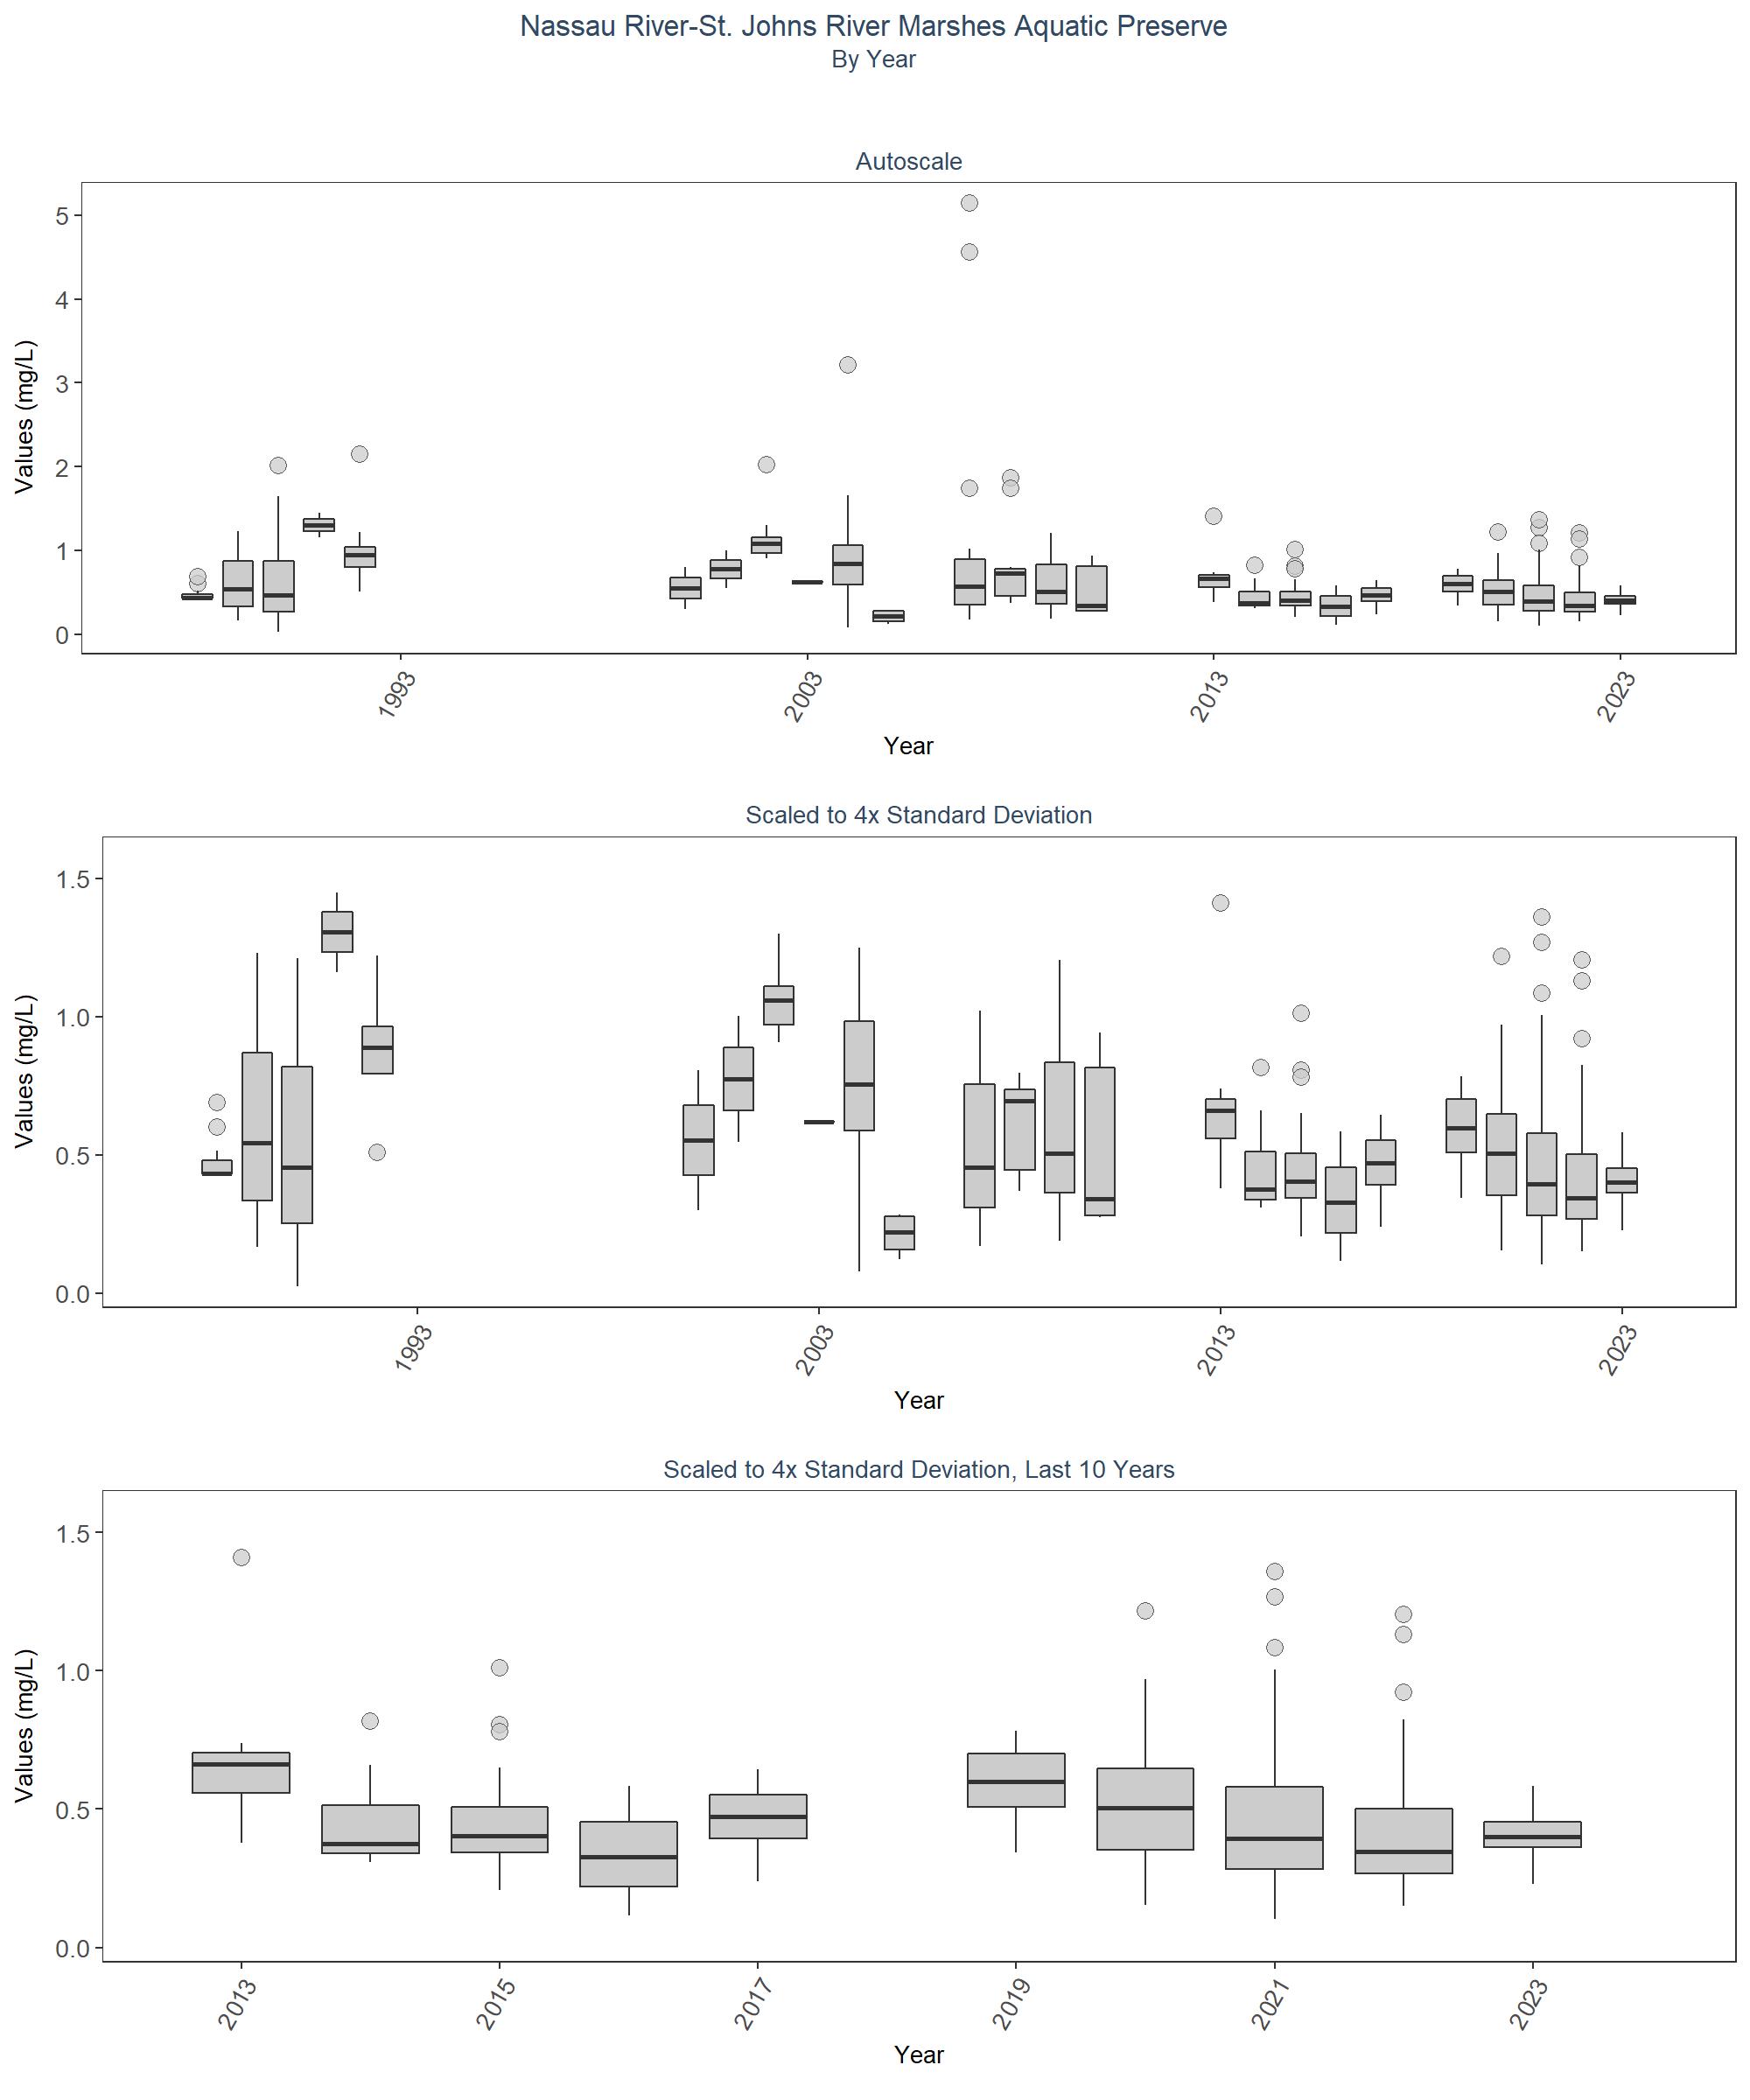 Nassau River-St. Johns River Marshes Aquatic Preserve
By Year
Autoscale
Values (mg/L)
5
4
3
2
1
0
1993
2003
2013
2023
Year
Scaled to 4x Standard Deviation
Values (mg/L)
1.5
1.0
0.5
0.0
1993
2003
2013
2023
Year
Scaled to 4x Standard Deviation, Last 10 Years
Values (mg/L)
1.5
1.0
0.5
0.0
2013
2015
2017
2019
2021
2023
Year